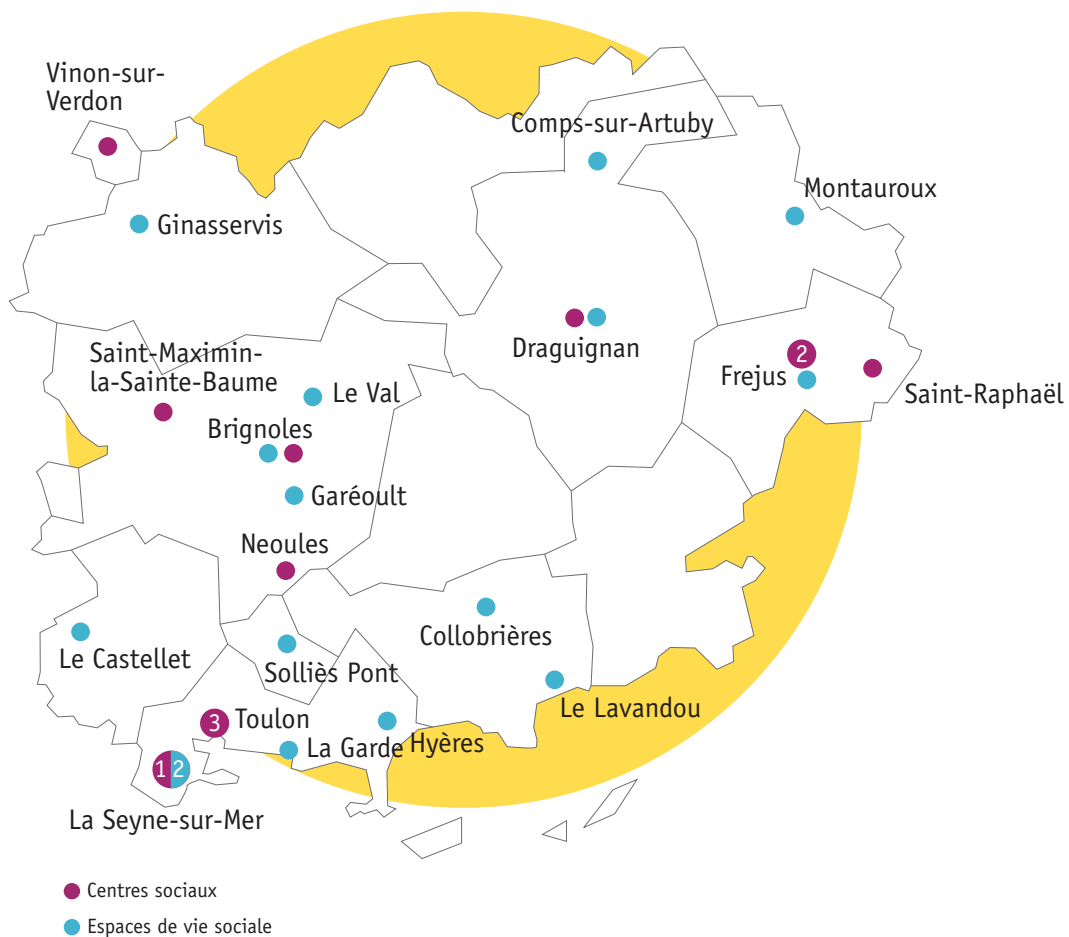 Vinon-sur-
Verdon
Comps-sur-Artuby
Montauroux
Ginasservis
Draguignan
2
Frejus
Saint-Raphaël
Saint-Maximin-
la-Sainte-Baume
Le Val
Brignoles
Garéoult
Neoules
Collobrières
Le Castellet
Solliès Pont
Le Lavandou
3
Toulon
La Garde
Hyères
1 2
La Seyne-sur-Mer
Centres sociaux
Espaces de vie sociale